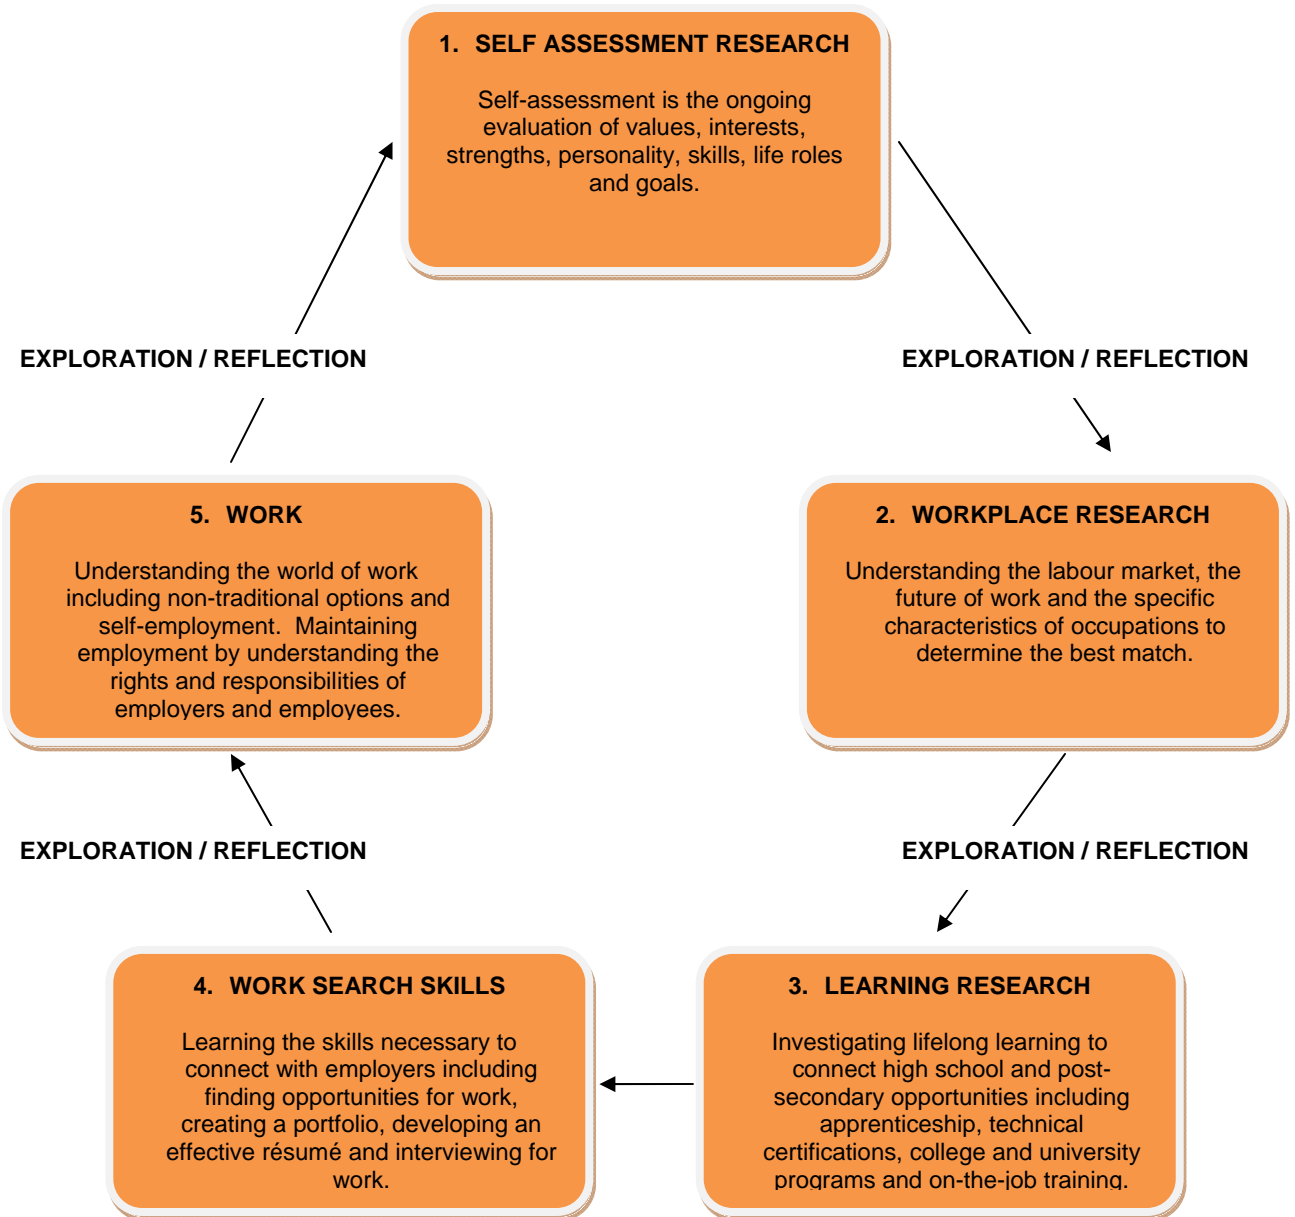 1. SELF ASSESSMENT RESEARCH
Self-assessment is the ongoing
evaluation of values, interests,
strengths, personality, skills, life roles
and goals.
EXPLORATION / REFLECTION
EXPLORATION / REFLECTION
5. WORK
Understanding the world of work
including non-traditional options and
self-employment.  Maintaining
employment by understanding the
rights and responsibilities of
employers and employees.
2. WORKPLACE RESEARCH
Understanding the labour market, the
future of work and the specific
characteristics of occupations to
determine the best match.
EXPLORATION / REFLECTION
EXPLORATION / REFLECTION
4. WORK SEARCH SKILLS
Learning the skills necessary to
connect with employers including
finding opportunities for work,
creating a portfolio, developing an
effective résumé and interviewing for
work.
3. LEARNING RESEARCH
Investigating lifelong learning to
connect high school and post-
secondary opportunities including
apprenticeship, technical
certifications, college and university
programs and on-the-job training.